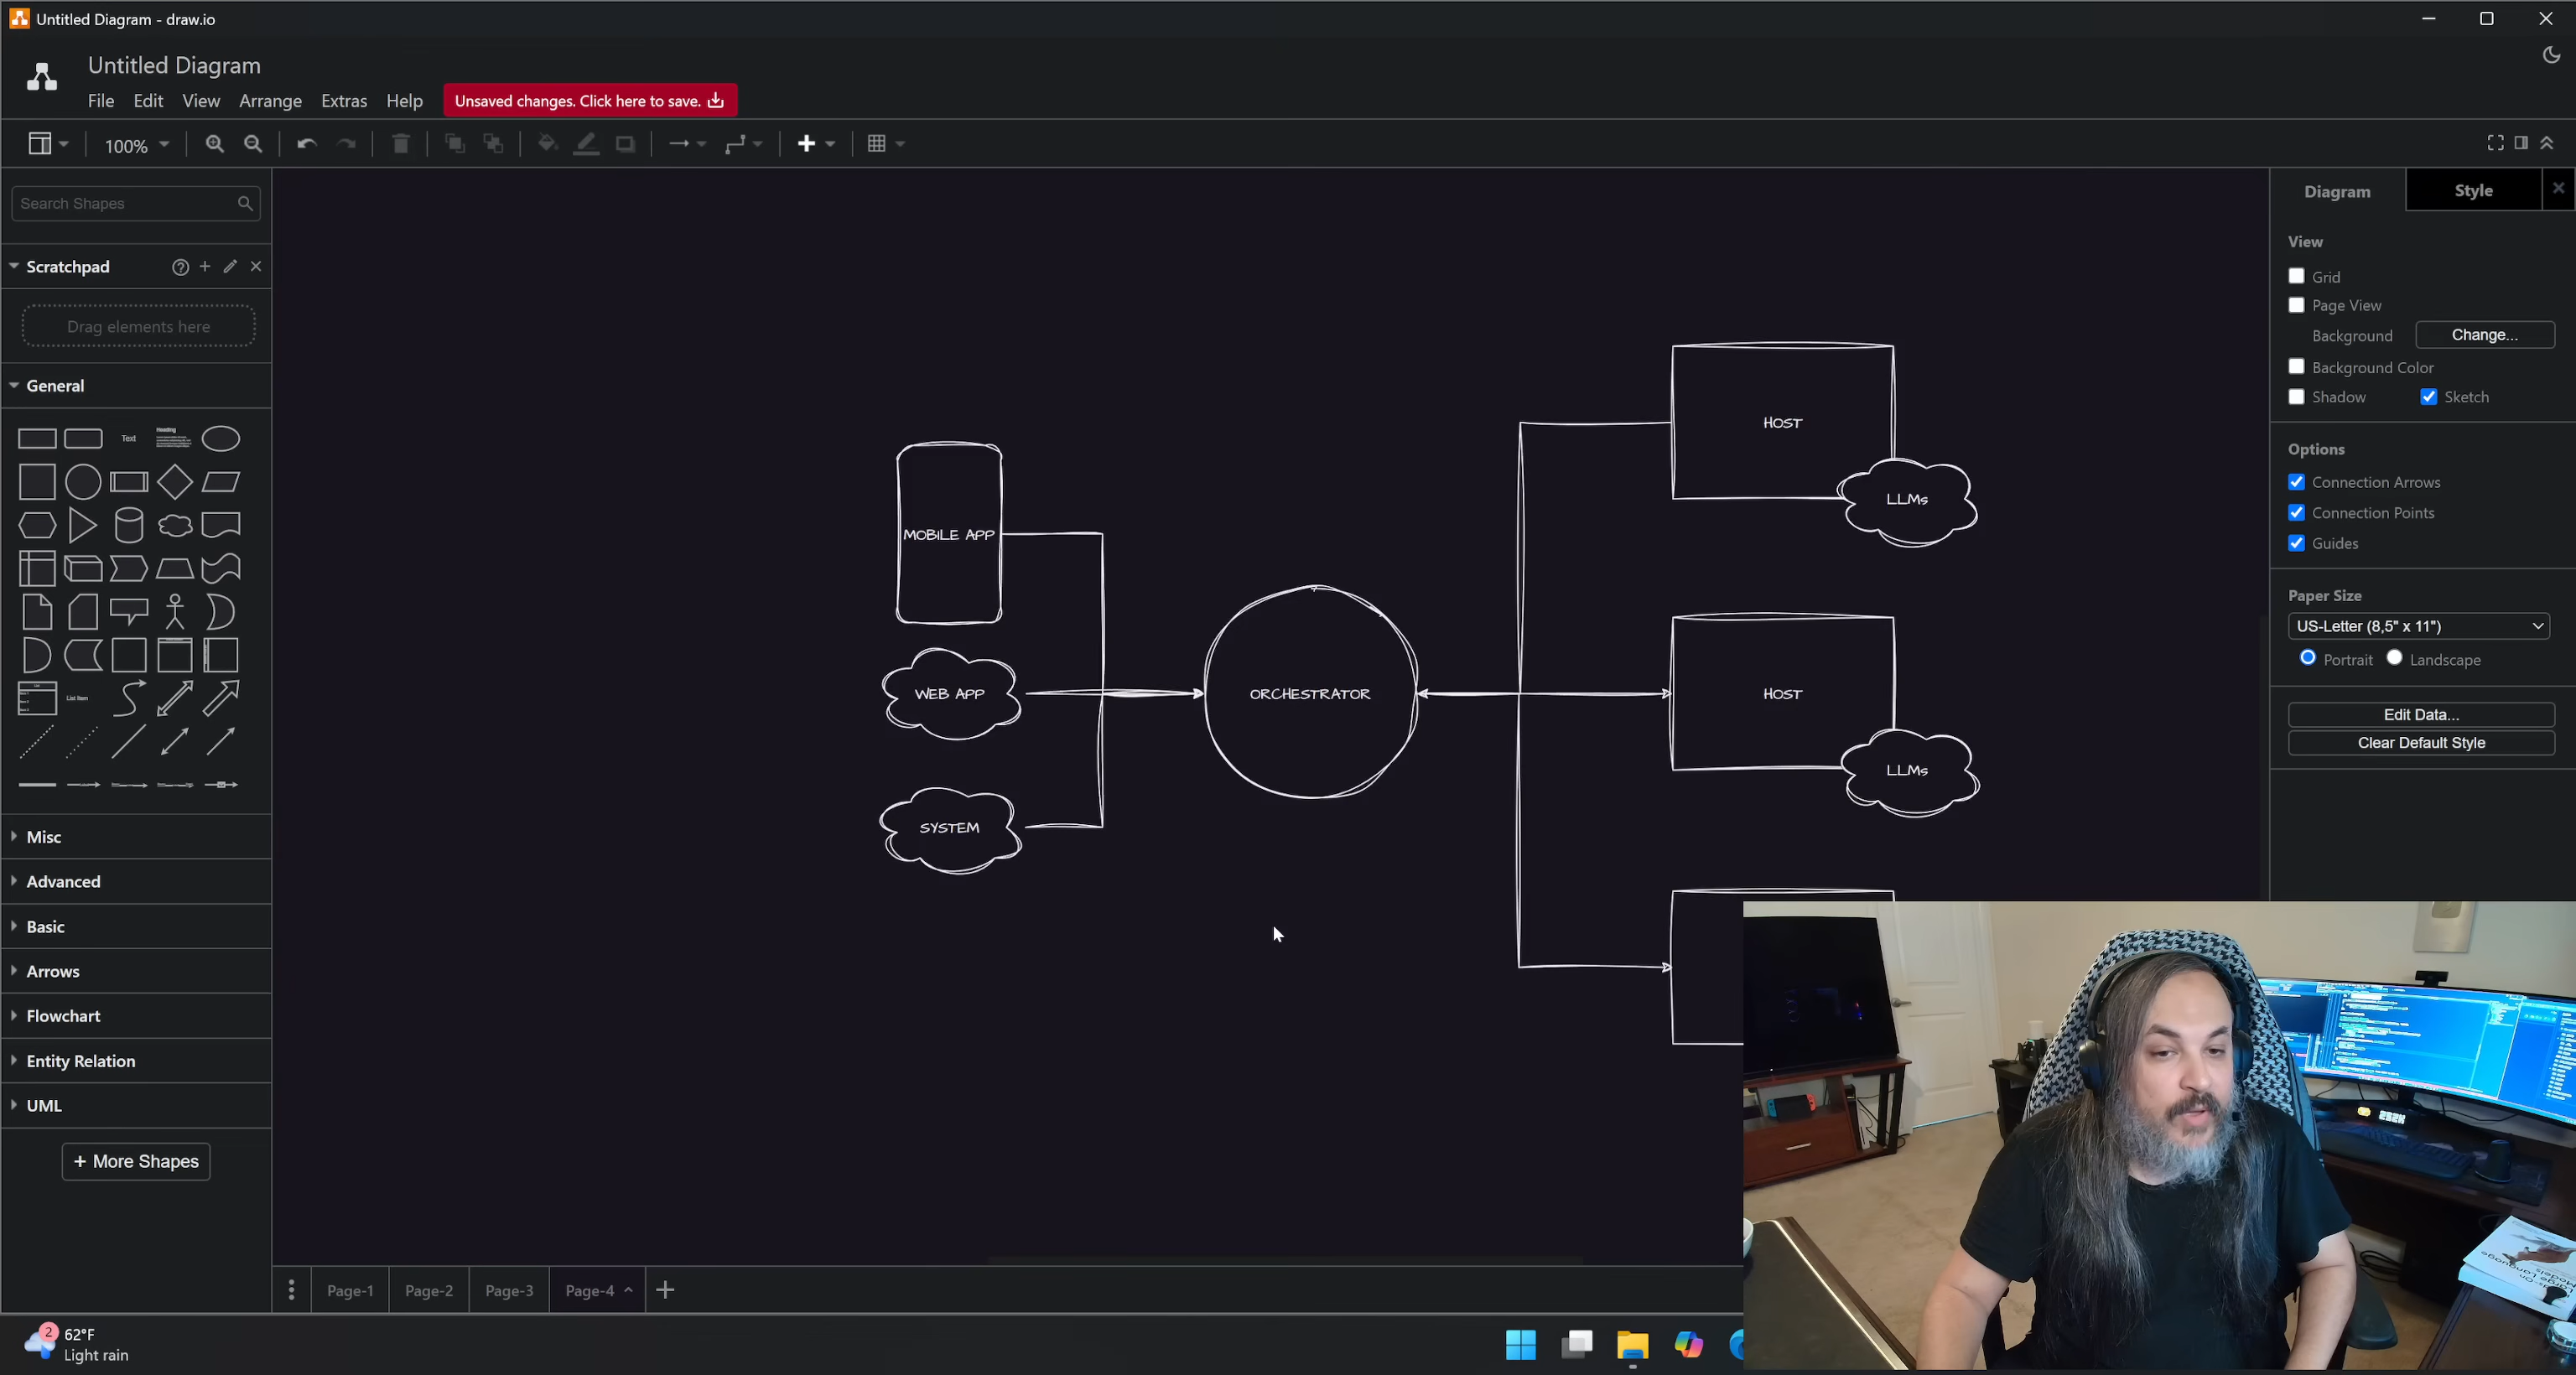 Untitled Diagram - draw.io
Untitled Diagram
File Edit View Arrange Extras Help
Unsaved changes. Click here to save.
100%
Search Shapes
Scratchpad
Drag elements here
General
Text
Heading
List Item
Misc
Advanced
Basic
Arrows
Flowchart
Entity Relation
UML
+ More Shapes
MOBILE APP
WEB APP
SYSTEM
ORCHESTRATOR
HOST
LLMs
HOST
LLMs
Diagram
Style
View
Grid
Page View
Background
Change...
Background Color
Shadow
Sketch
Options
Connection Arrows
Connection Points
Guides
Paper Size
US-Letter (8,5" x 11")
Portrait
Landscape
Edit Data...
Clear Default Style
Page-1
Page-2
Page-3
Page-4
2
62°F
Light rain